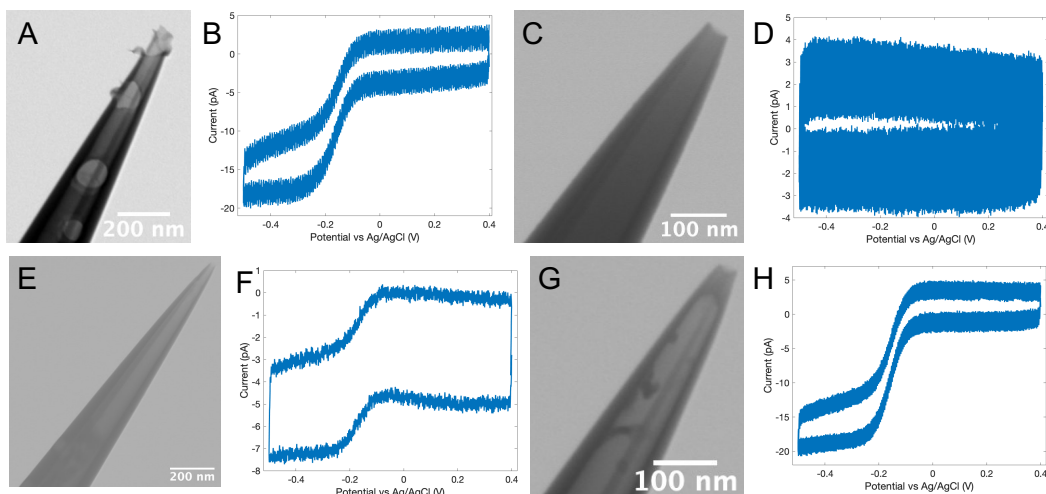 A
200 nm
B
5
0
-5
-10
-15
-20
Current (pA)
-0.4
-0.2
0
0.2
0.4
Potential vs Ag/AgCl (V)
C
100 nm
D
5
4
3
2
1
0
-1
-2
-3
-4
Current (pA)
-0.4
-0.2
0
0.2
0.4
Potential vs Ag/AgCl (V)
E
200 nm
F
1
0
-1
-2
-3
-4
-5
-6
-7
-8
Current (pA)
-0.4
-0.2
0
0.2
0.4
Potential vs Ag/AgCl (V)
G
100 nm
H
10
5
0
-5
-10
-15
-20
Current (pA)
-0.4
-0.2
0
0.2
0.4
Potential vs Ag/AgCl (V)